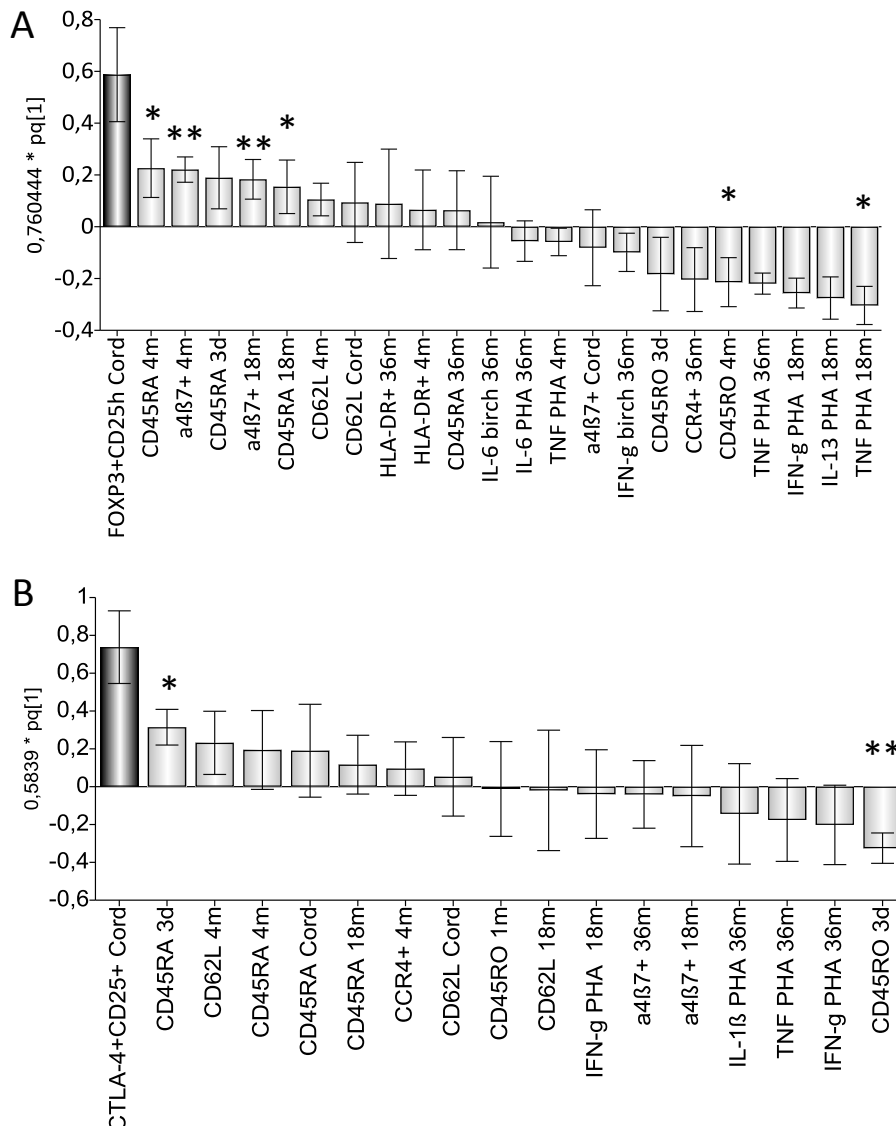 A
0,760444 * pq[1]
0,8
0,6
0,4
0,2
0
-0,2
-0,4
*
**
**
*
*
*
FOXP3+CD25h Cord
CD45RA 4m
a4ß7+ 4m
CD45RA 3d
a4ß7+ 18m
CD45RA 18m
CD62L 4m
CD62L Cord
HLA-DR+ 36m
HLA-DR+ 4m
CD45RA 36m
IL-6 birch 36m
IL-6 PHA 36m
TNF PHA 4m
a4ß7+ Cord
IFN-g birch 36m
CD45RO 3d
CCR4+ 36m
CD45RO 4m
TNF PHA 36m
IFN-g PHA 18m
IL-13 PHA 18m
TNF PHA 18m
B
0,5839 * pq[1]
1
0,8
0,6
0,4
0,2
0
-0,2
-0,4
-0,6
*
**
CTLA-4+CD25+ Cord
CD45RA 3d
CD62L 4m
CD45RA 4m
CD45RA Cord
CD45RA 18m
CCR4+ 4m
CD62L Cord
CD45RO 1m
CD62L 18m
IFN-g PHA 18m
a4ß7+ 36m
a4ß7+ 18m
IL-1ß PHA 36m
TNF PHA 36m
IFN-g PHA 36m
CD45RO 3d